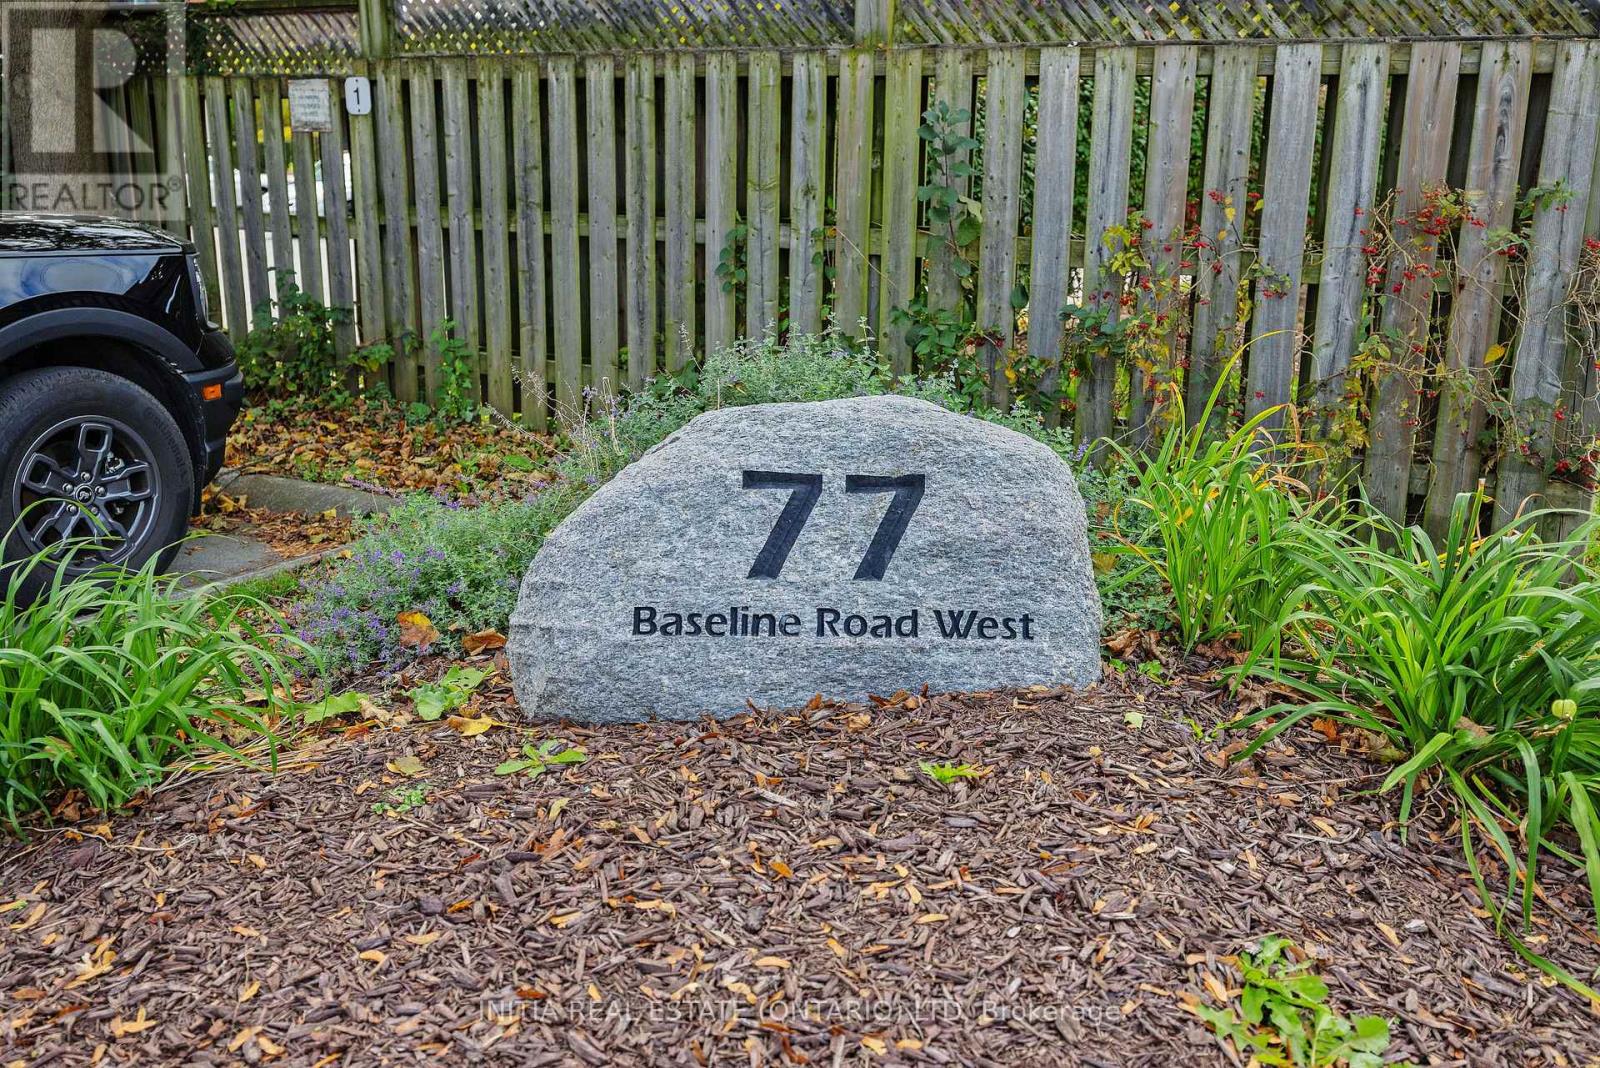 REALTOR®
1
77
Baseline Road West
INITIA REAL ESTATE (ONTARIO) LTD, Brokerage